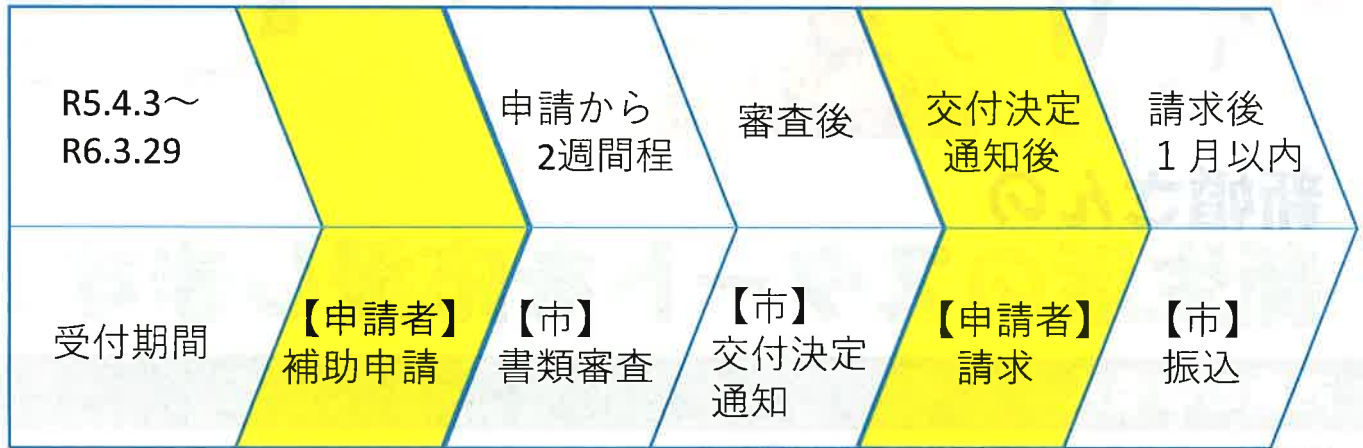 R5.4.3～
R6.3.29
申請から
2週間程
審査後
交付決定
通知後
請求後
1月以内
受付期間
【申請者】
補助申請
【市】
書類審査
【市】
交付決定
通知
【申請者】
請求
【市】
振込